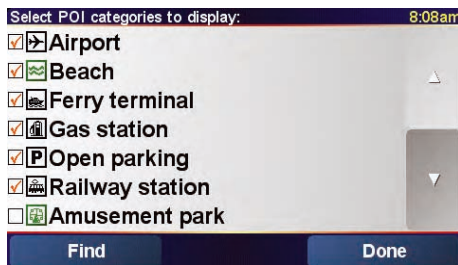 Select POI categories to display: 8:08am
Airport
Beach
Ferry terminal
Gas station
P Open parking
Railway station
Amusement park
Find Done